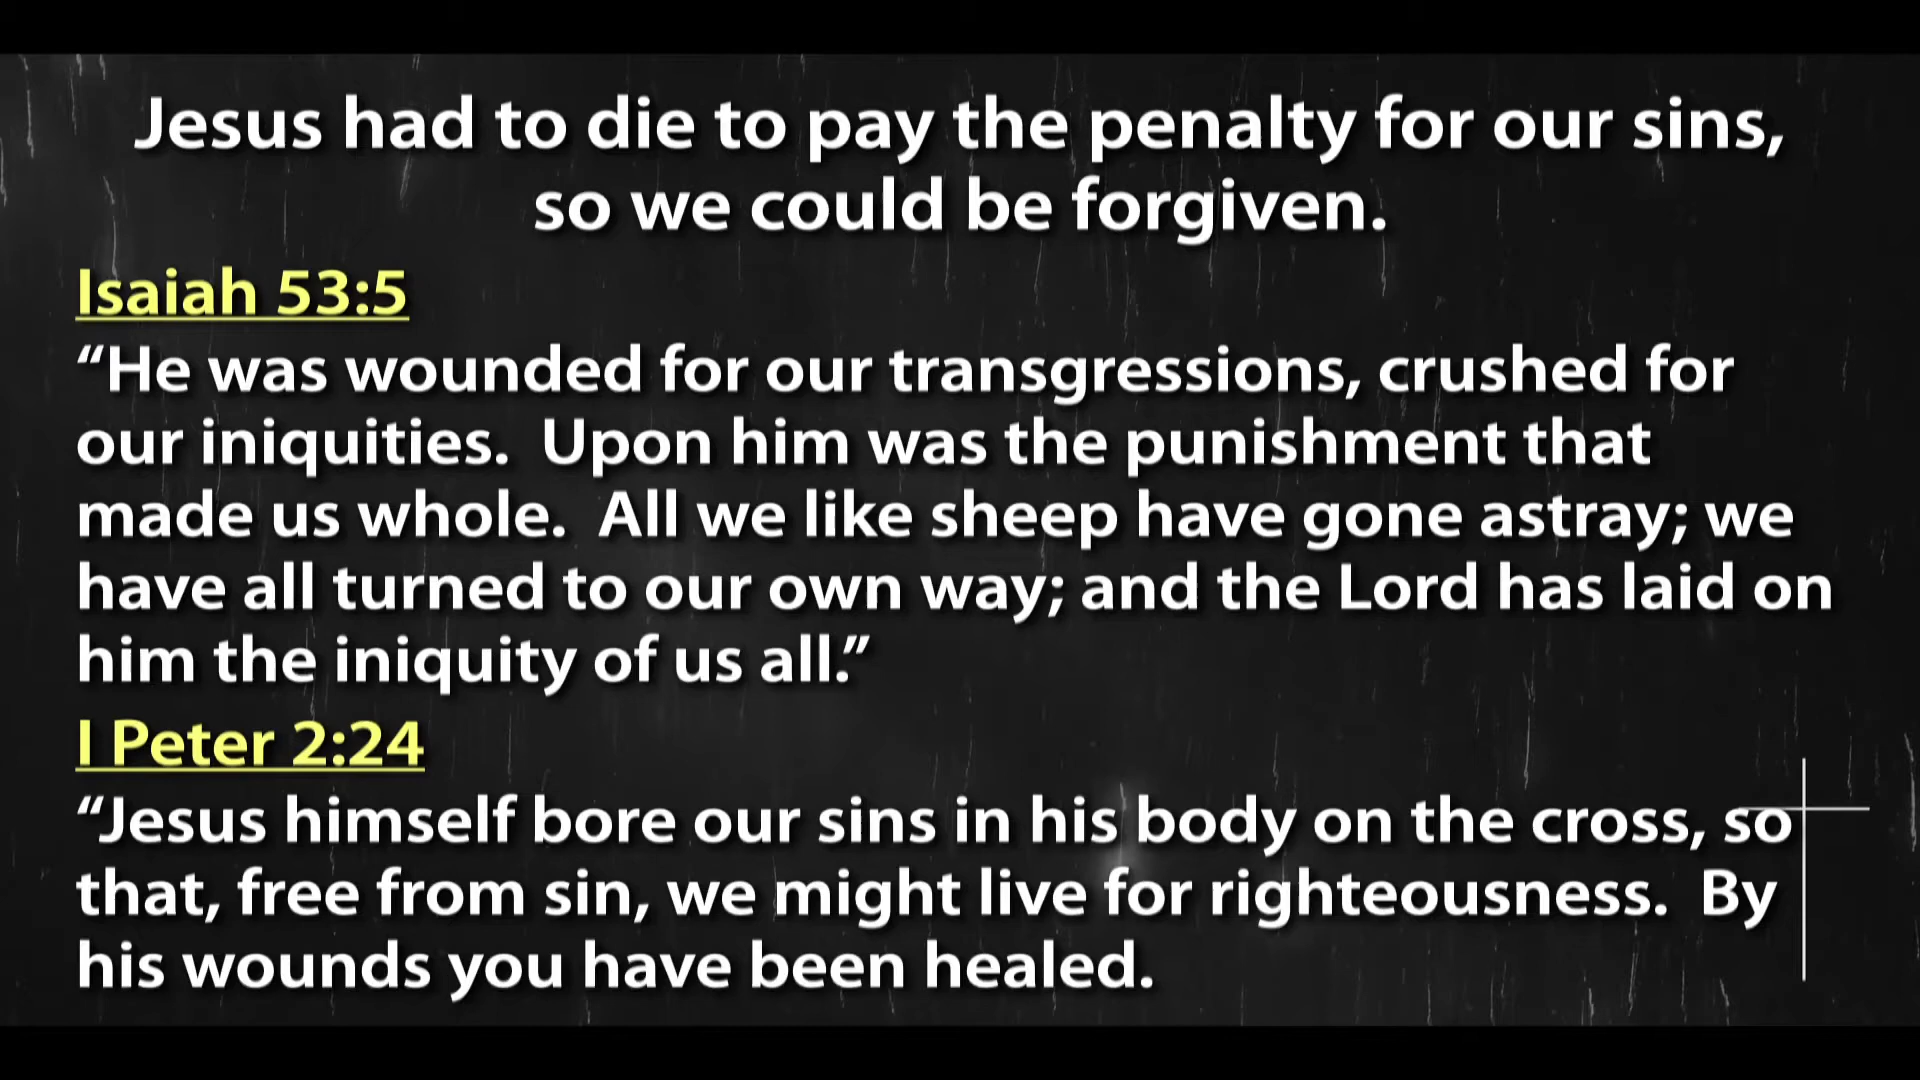 Jesus had to die to pay the penalty for our sins,
so we could be forgiven.
Isaiah 53:5
“He was wounded for our transgressions, crushed for
our iniquities.  Upon him was the punishment that
made us whole.  All we like sheep have gone astray; we
have all turned to our own way; and the Lord has laid on
him the iniquity of us all.”
I Peter 2:24
“Jesus himself bore our sins in his body on the cross, so
that, free from sin, we might live for righteousness.  By
his wounds you have been healed.